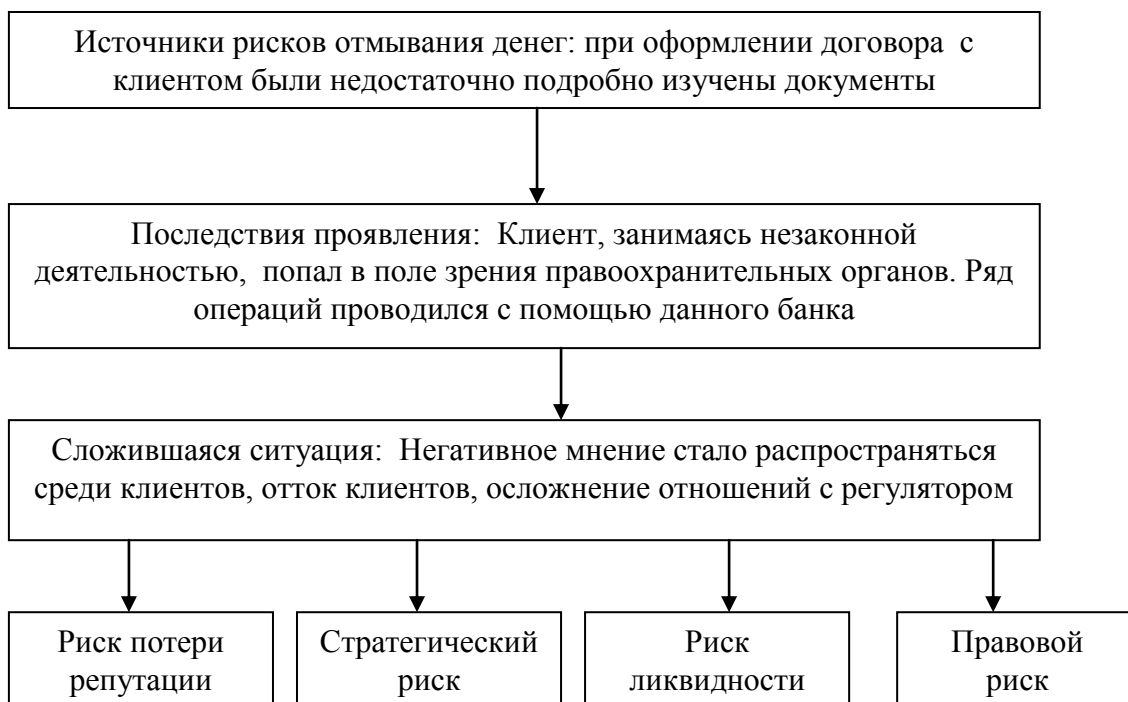 Источники рисков отмывания денег: при оформлении договора с
клиентом были недостаточно подробно изучены документы
Последствия проявления: Клиент, занимаясь незаконной
деятельностью, попал в поле зрения правоохранительных органов. Ряд
операций проводился с помощью данного банка
Сложившаяся ситуация: Негативное мнение стало распространяться
среди клиентов, отток клиентов, осложнение отношений с регулятором
Риск потери
репутации
Стратегический
риск
Риск
ликвидности
Правовой
риск